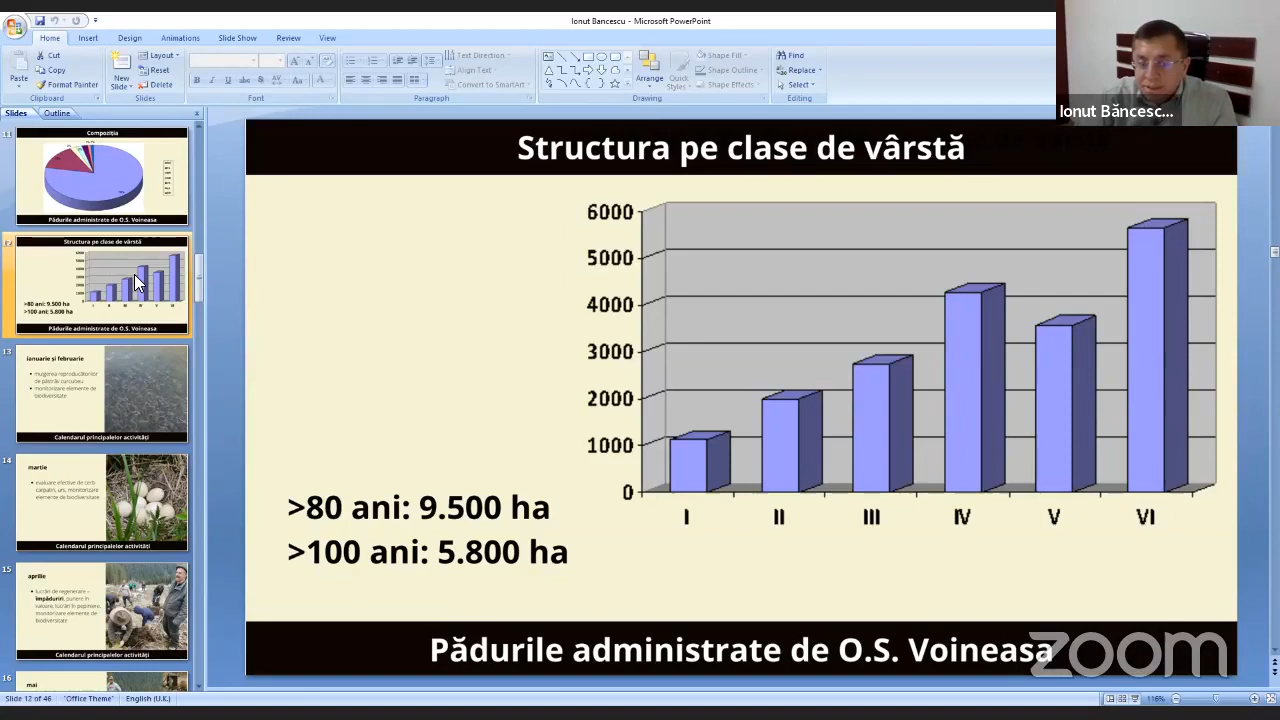 Ionut Bancescu - Microsoft PowerPoint
Home Insert Design Animations Slide Show Review View
Paste
Cut
Copy
Format Painter
Clipboard
New Slide
Layout
Reset
Delete
Slides
Font
Text Direction
Align Text
Convert to SmartArt
Paragraph
Arrange
Quick Styles
Shape Fill
Shape Outline
Shape Effects
Drawing
Find
Replace
Select
Editing
Ionut Băncesc...
Slides Outline
11
Compoziția
Pădurile administrate de O.S. Voineasa
12
Structura pe clase de vârstă
>80 ani: 9.500 ha
>100 ani: 5.800 ha
Pădurile administrate de O.S. Voineasa
13
ianuarie și februarie
mulgerea reproducătorilor
de păstrăv curcubeu
monitorizare elemente de
biodiversitate
Calendarul principalelor activități
14
martie
evaluare efective de cerb
carpatin, urs, monitorizare
elemente de biodiversitate
Calendarul principalelor activități
15
aprilie
lucrări de regenerare –
împăduriri, punere în
valoare, lucrări în pepiniere,
monitorizare elemente de
biodiversitate
Calendarul principalelor activități
16
mai
Structura pe clase de vârstă
6000
5000
4000
3000
2000
1000
0
I II III IV V VI
>80 ani: 9.500 ha
>100 ani: 5.800 ha
Pădurile administrate de O.S. Voineasa
zoom
Slide 12 of 46 "Office Theme" English (U.K.) 116%